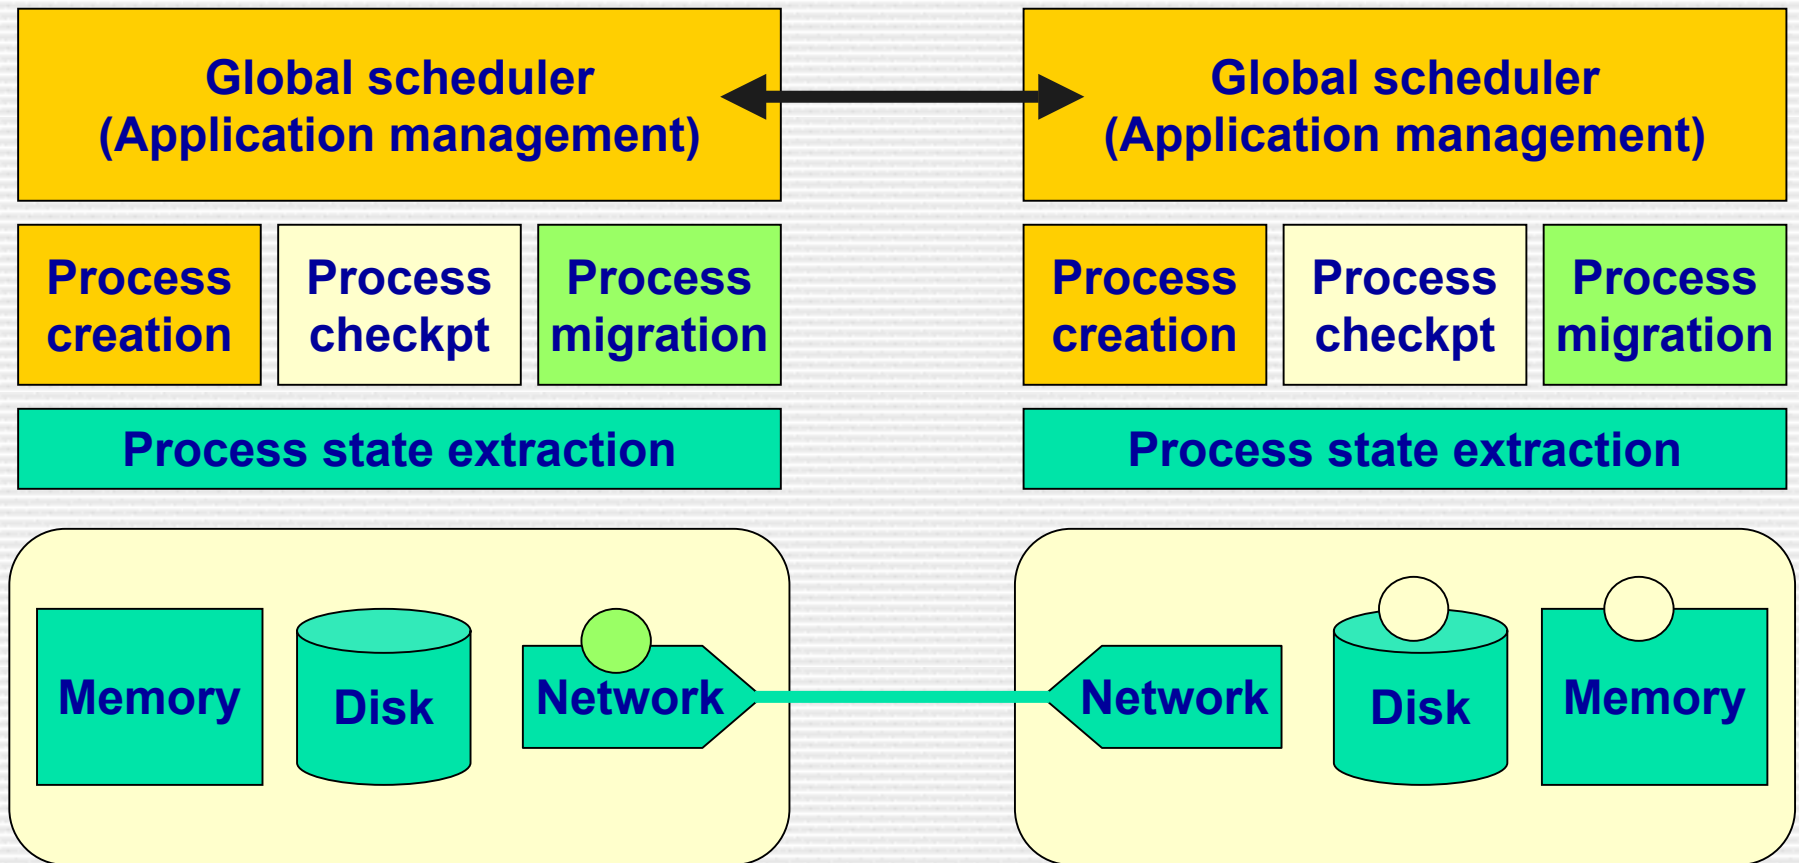 Global scheduler
(Application management)
Global scheduler
(Application management)
Process
creation
Process
checkpt
Process
migration
Process
creation
Process
checkpt
Process
migration
Process state extraction
Process state extraction
Memory
Disk
Network
Network
Disk
Memory